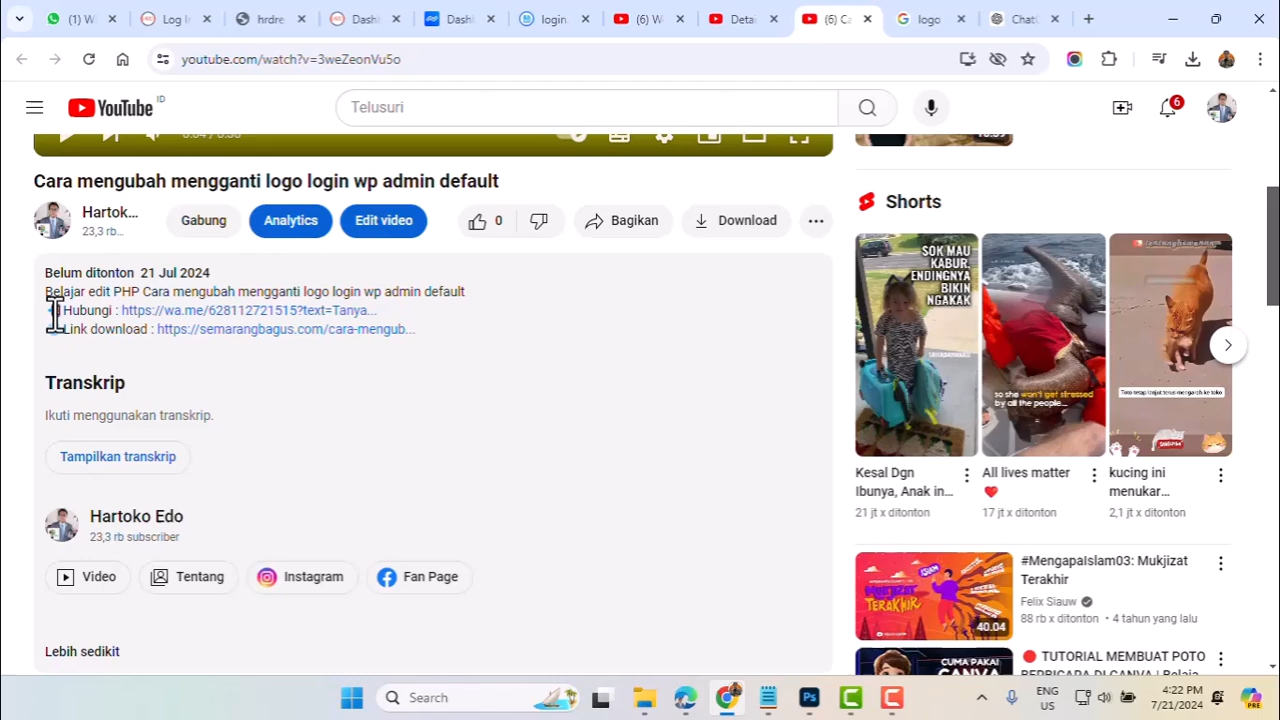 (1) W
Log In
hrdre
Dashl
Dashl
login.
(6) W
Detai
(6) Ca
logo
ChatG
youtube.com/watch?v=3weZeonVu5o
YouTube ID
Telusuri
6
Cara mengubah mengganti logo login wp admin default
Hartok...
23,3 rb...
Gabung
Analytics
Edit video
0
Bagikan
Download
Belum ditonton 21 Jul 2024
Belajar edit PHP Cara mengubah mengganti logo login wp admin default
Hubungi : https://wa.me/628112721515?text=Tanya...
Link download : https://semarangbagus.com/cara-mengub...
Transkrip
Ikuti menggunakan transkrip.
Tampilkan transkrip
Hartoko Edo
23,3 rb subscriber
Video
Tentang
Instagram
Fan Page
Lebih sedikit
Shorts
SOK MAU
KABUR,
ENDINGNYA
BIKIN
NGAKAK
so she won't get stressed
by all the people...
Kesal Dgn
Ibunya, Anak in...
21 jt x ditonton
All lives matter
17 jt x ditonton
kucing ini
menukar...
2,1 jt x ditonton
TERAKHIR
40.04
#MengapaIslam03: Mukjizat
Terakhir
Felix Siauw
88 rb x ditonton • 4 tahun yang lalu
CUMA PAKAI
TUTORIAL MEMBUAT POTO
Search
ENG
US
4:22 PM
7/21/2024